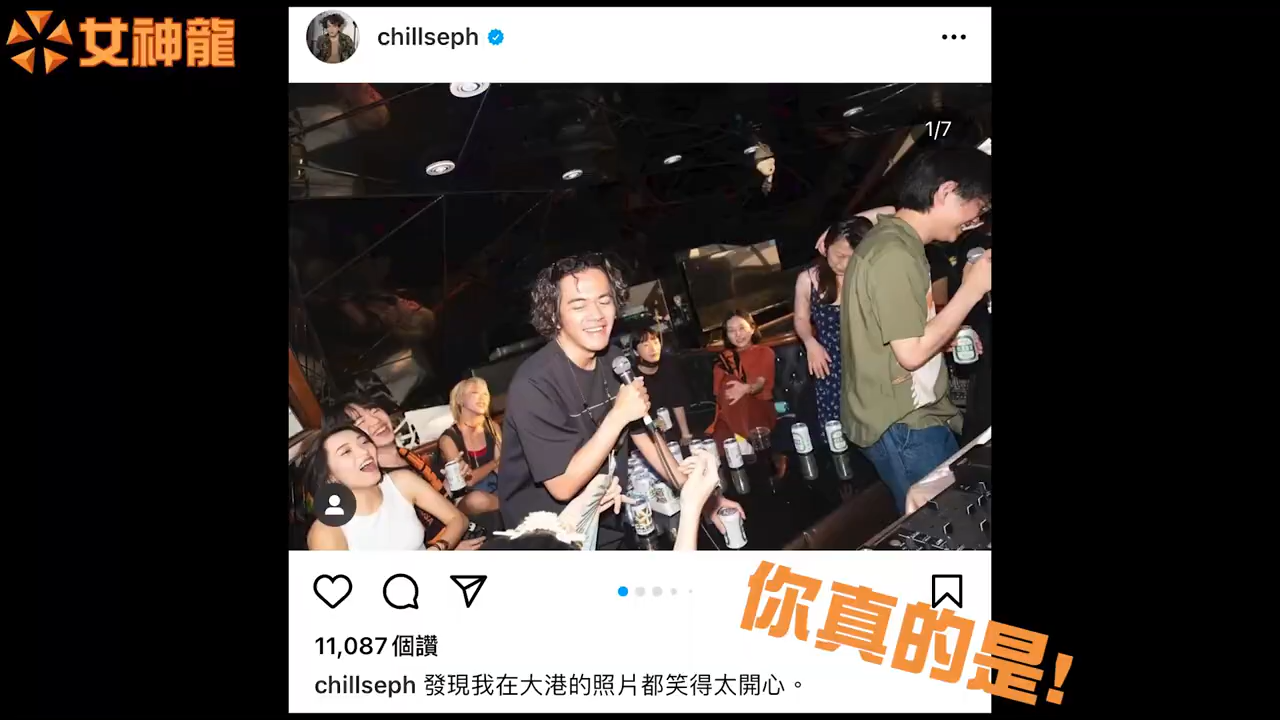 女神龍
chillseph
1/7
你真的是!
11,087 個讚
chillseph 發現我在大港的照片都笑得太開心。